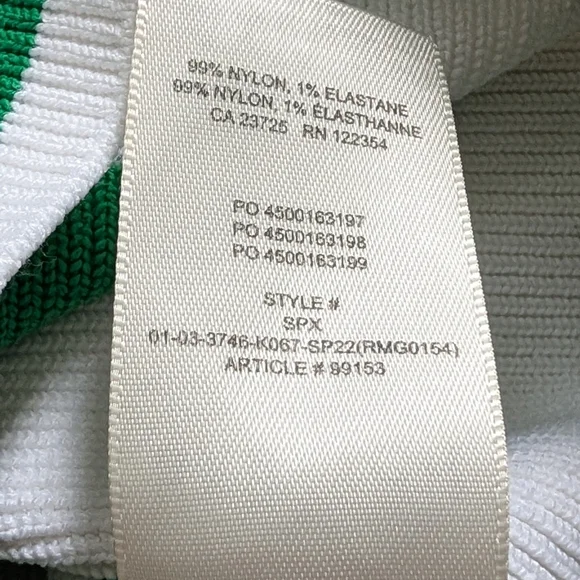 99% NYLON, 1% ELASTANE
99% NYLON, 1% ÉLASTHANNE
CA 23725 RN 122354
PO 4500163197
PO 4500163198
PO 4500163199
STYLE #
SPX
01-03-3746-K067-SP22(RMG0154)
ARTICLE # 99153